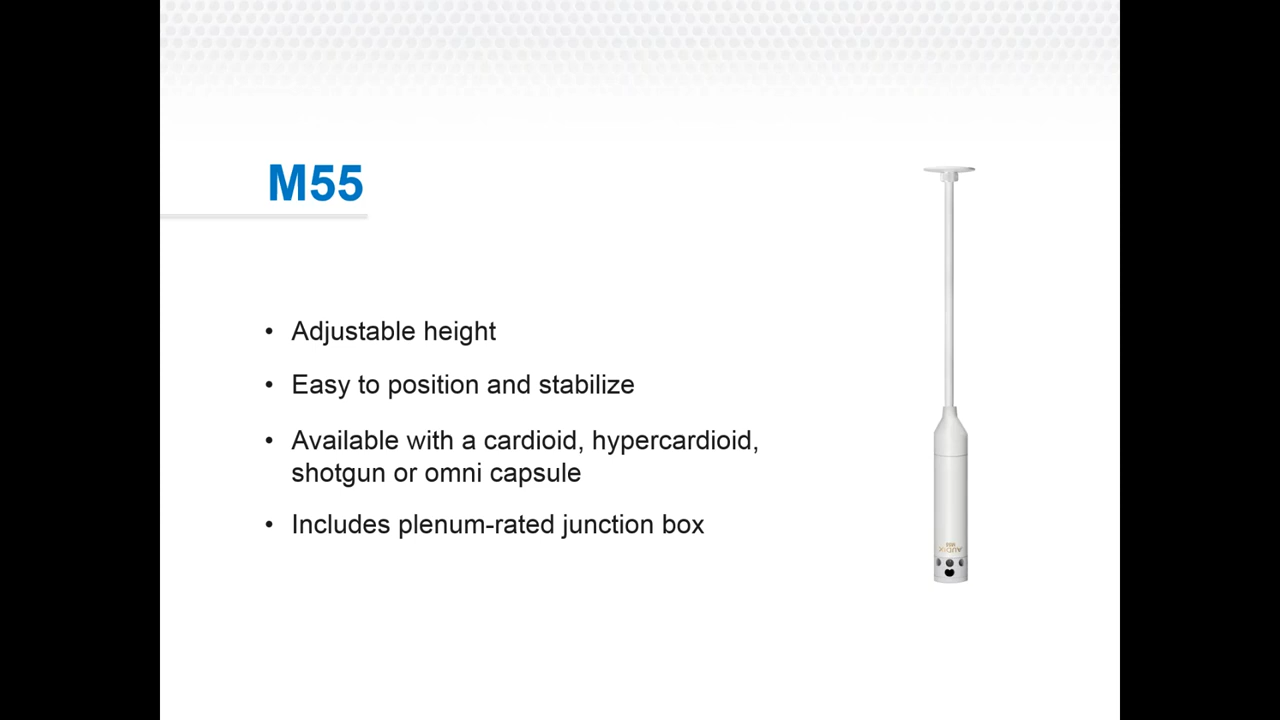 M55
• Adjustable height
• Easy to position and stabilize
• Available with a cardioid, hypercardioid,
shotgun or omni capsule
• Includes plenum-rated junction box
AUDIX